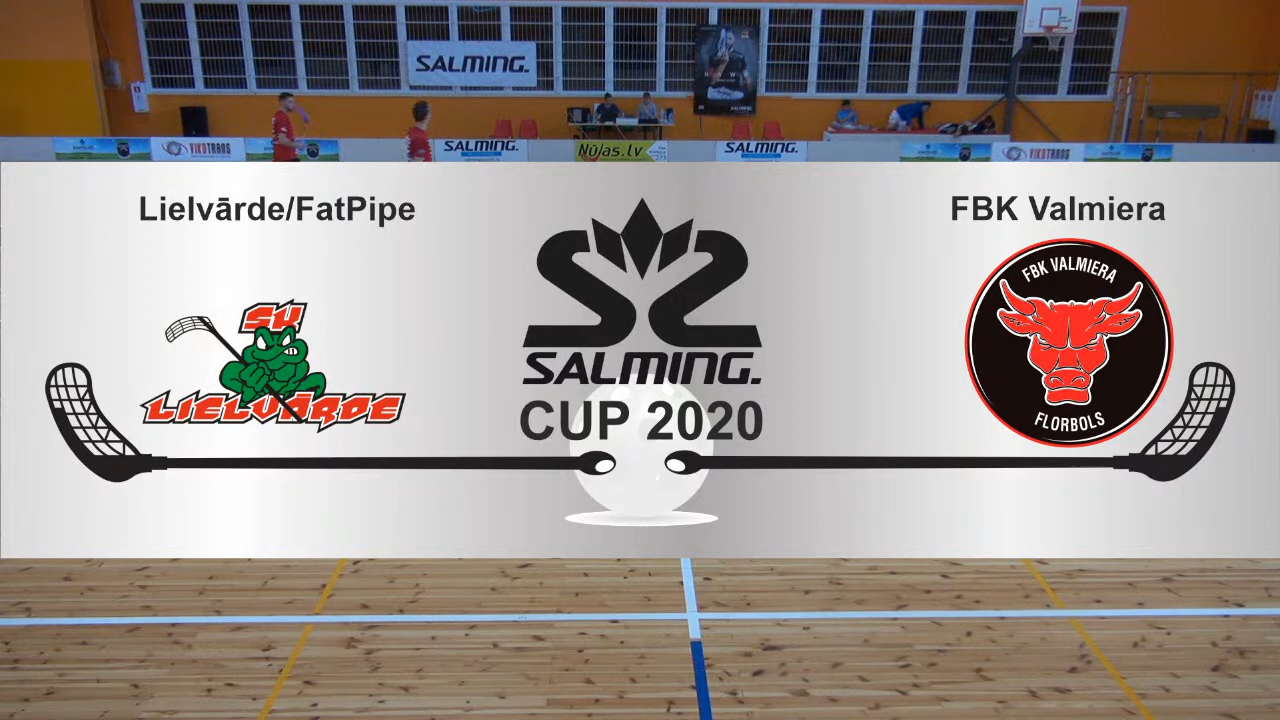 SALMING.
SALMING
VIKOTRANS
SALMING.
Nūjas.lv
SALMING.
VIKOTRANS
Lielvārde/FatPipe
FBK Valmiera
SK
LIELVĀRDE
SALMING.
CUP 2020
FBK VALMIERA
FLORBOLS